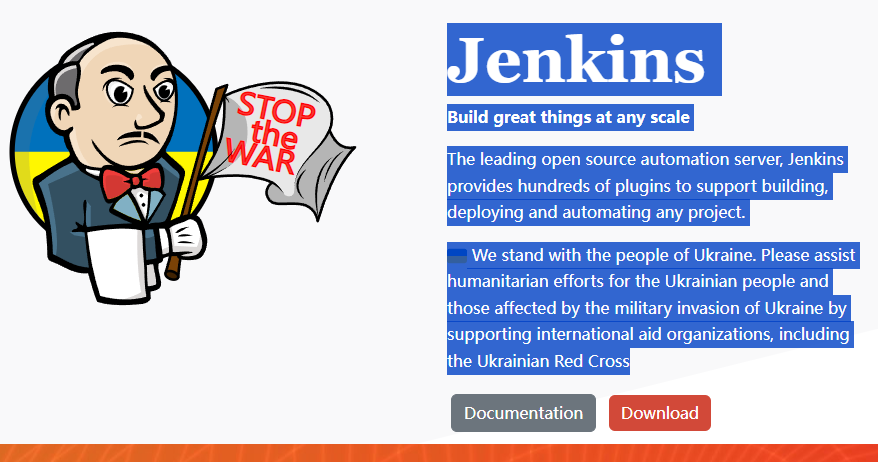 STOP
the
WAR
Jenkins
Build great things at any scale
The leading open source automation server, Jenkins
provides hundreds of plugins to support building,
deploying and automating any project.
We stand with the people of Ukraine. Please assist
humanitarian efforts for the Ukrainian people and
those affected by the military invasion of Ukraine by
supporting international aid organizations, including
the Ukrainian Red Cross
Documentation
Download